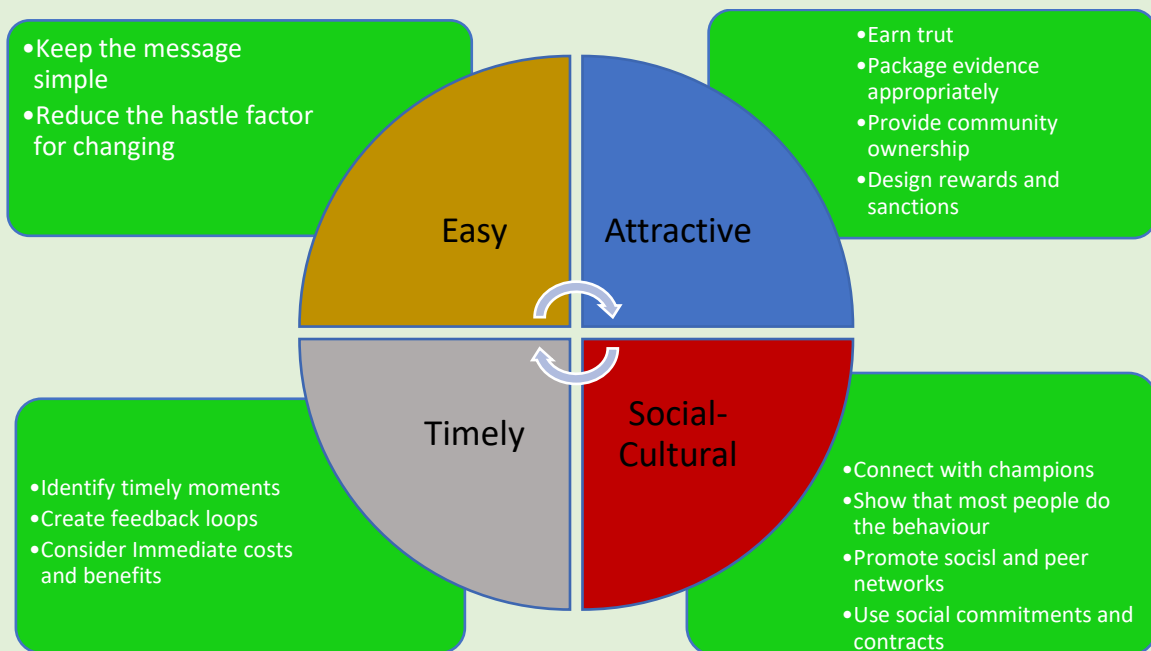 •Keep the message
simple
•Reduce the hastle factor
for changing
•Earn trut
•Package evidence
appropriately
•Provide community
ownership
•Design rewards and
sanctions
Easy
Attractive
Timely
Social-
Cultural
•Identify timely moments
•Create feedback loops
•Consider Immediate costs
and benefits
•Connect with champions
•Show that most people do
the behaviour
•Promote socisl and peer
networks
•Use social commitments and
contracts